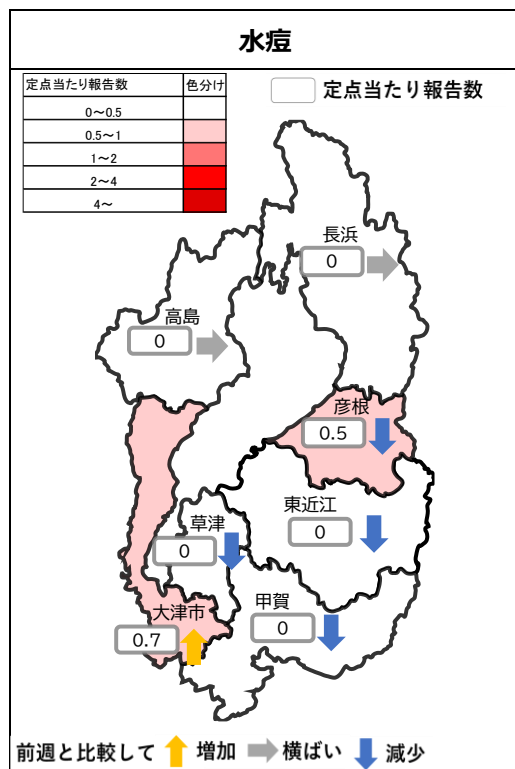 水痘
定点当たり報告数 色分け
0～0.5
0.5～1
1～2
2～4
4～
定点当たり報告数
長浜
0
高島
0
彦根
0.5
東近江
0
草津
0
大津市
0.7
甲賀
0
前週と比較して 増加 横ばい 減少